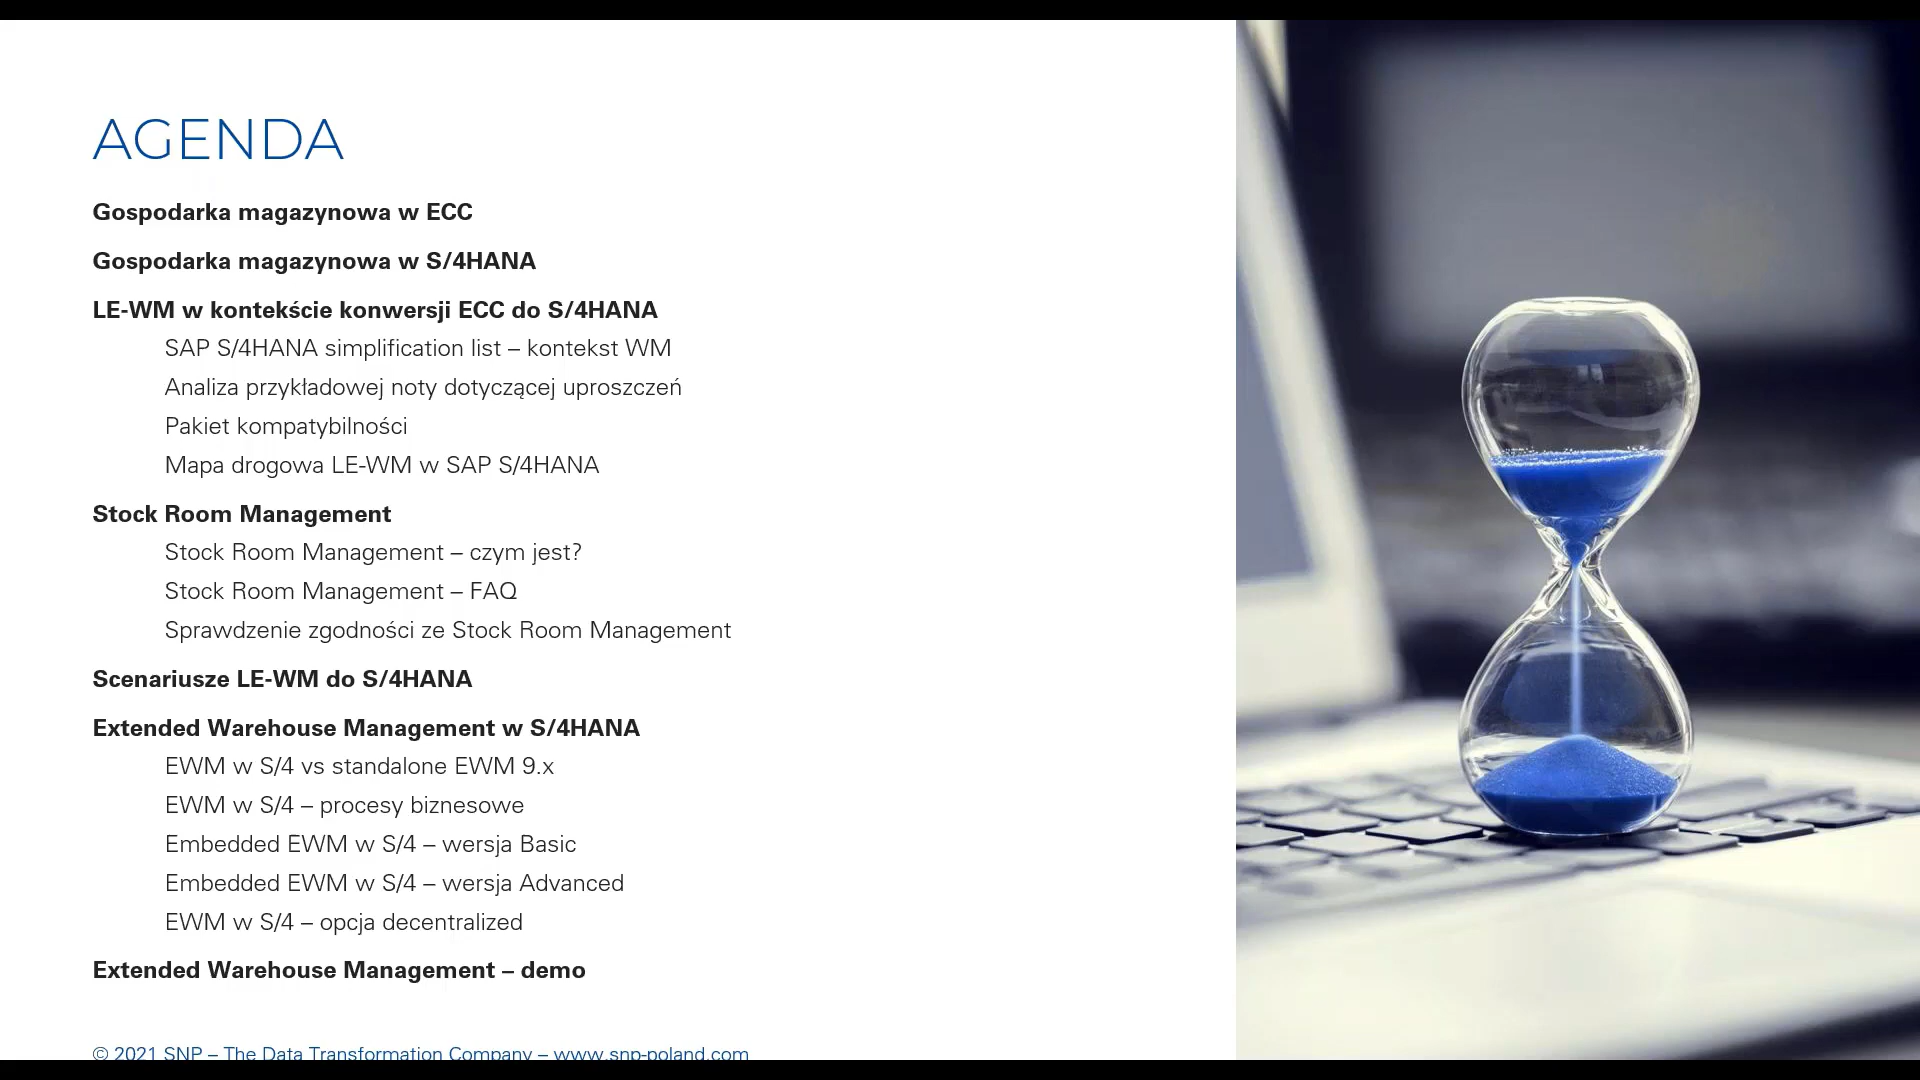 AGENDA
Gospodarka magazynowa w ECC
Gospodarka magazynowa w S/4HANA
LE-WM w kontekście konwersji ECC do S/4HANA
SAP S/4HANA simplification list – kontekst WM
Analiza przykładowej noty dotyczącej uproszczeń
Pakiet kompatybilności
Mapa drogowa LE-WM w SAP S/4HANA
Stock Room Management
Stock Room Management – czym jest?
Stock Room Management – FAQ
Sprawdzenie zgodności ze Stock Room Management
Scenariusze LE-WM do S/4HANA
Extended Warehouse Management w S/4HANA
EWM w S/4 vs standalone EWM 9.x
EWM w S/4 – procesy biznesowe
Embedded EWM w S/4 – wersja Basic
Embedded EWM w S/4 – wersja Advanced
EWM w S/4 – opcja decentralized
Extended Warehouse Management – demo
© 2021 SNP – The Data Transformation Company – www.snp-poland.com